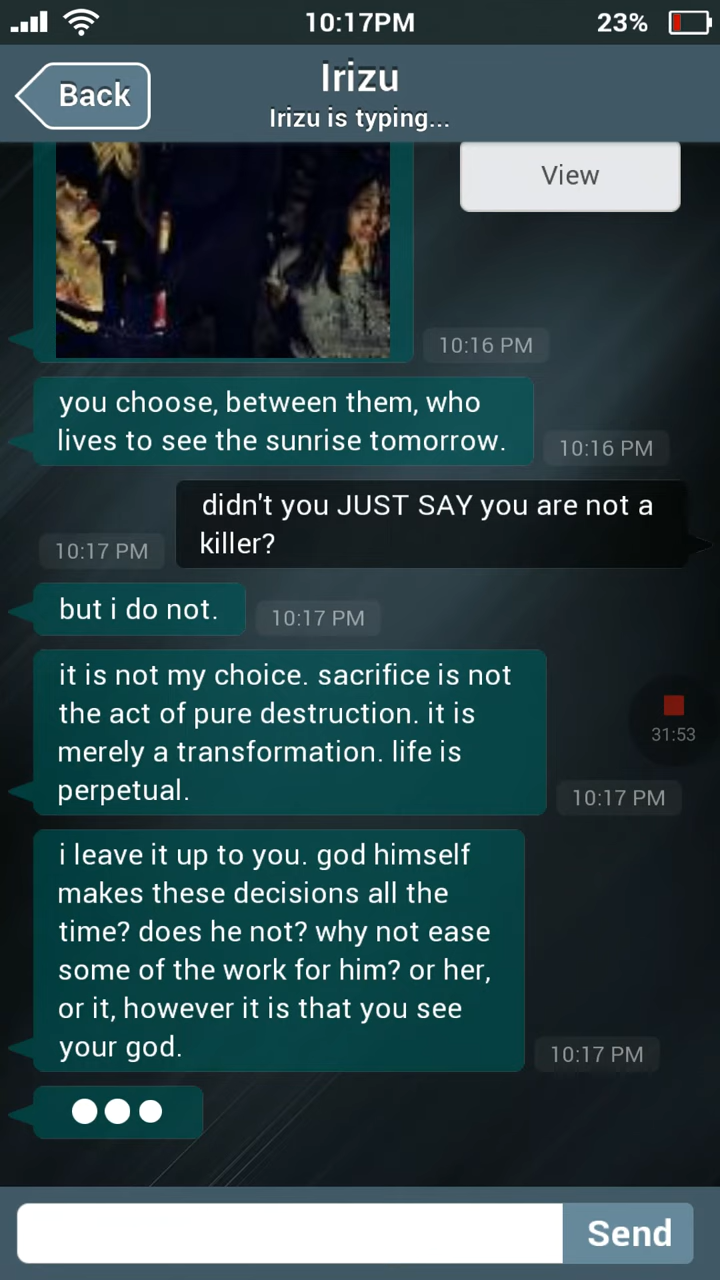 10:17PM
23%
Back
Irizu
Irizu is typing...
View
10:16 PM
you choose, between them, who
lives to see the sunrise tomorrow.
10:16 PM
didn't you JUST SAY you are not a
killer?
10:17 PM
but i do not.
10:17 PM
it is not my choice. sacrifice is not
the act of pure destruction. it is
merely a transformation. life is
perpetual.
31:53
10:17 PM
i leave it up to you. god himself
makes these decisions all the
time? does he not? why not ease
some of the work for him? or her,
or it, however it is that you see
your god.
10:17 PM
Send